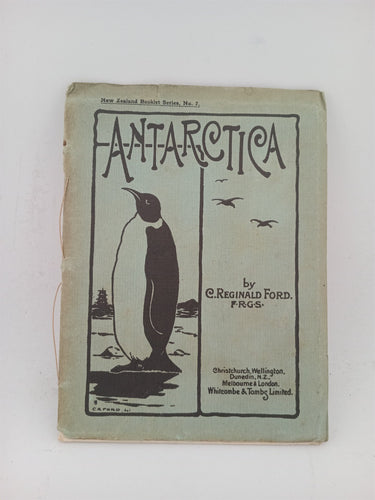 New Zealand Booklet Series, No. 7.
ANTARCTICA
by
C. REGINALD FORD.
F.R.G.S.
Christchurch, Wellington,
Dunedin, N.Z.
Melbourne & London.
Whitcombe & Tombs Limited.
C.R. FORD